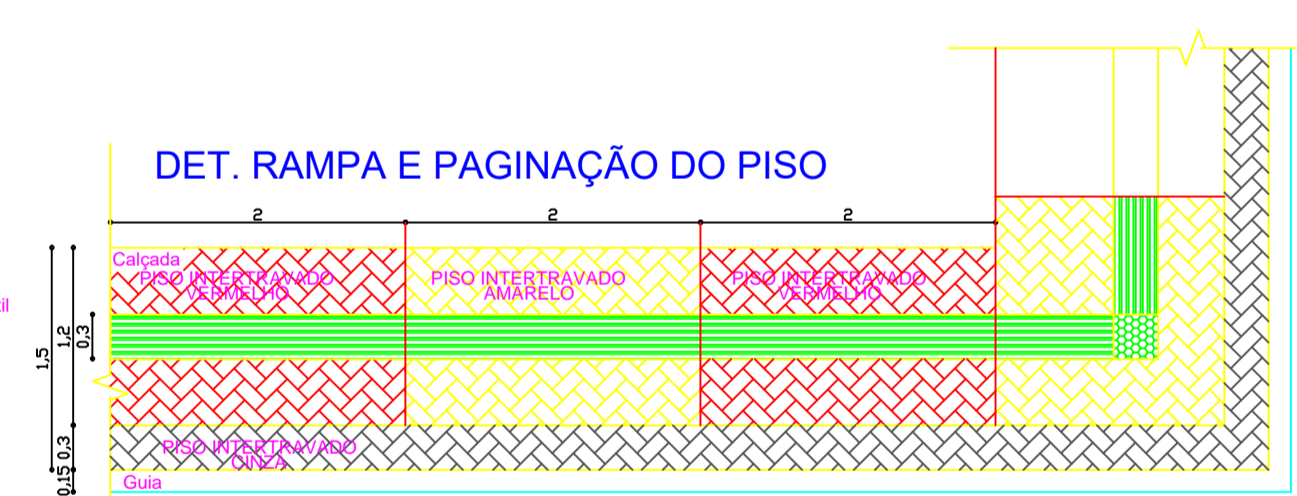 DET. RAMPA E PAGINAÇÃO DO PISO
2
2
2
Calçada
PISO INTERTRAVADO
VERMELHO
PISO INTERTRAVADO
AMARELO
PISO INTERTRAVADO
VERMELHO
1,5
1,2
0,3
0,3
0,15
PISO INTERTRAVADO
CINZA
Guia